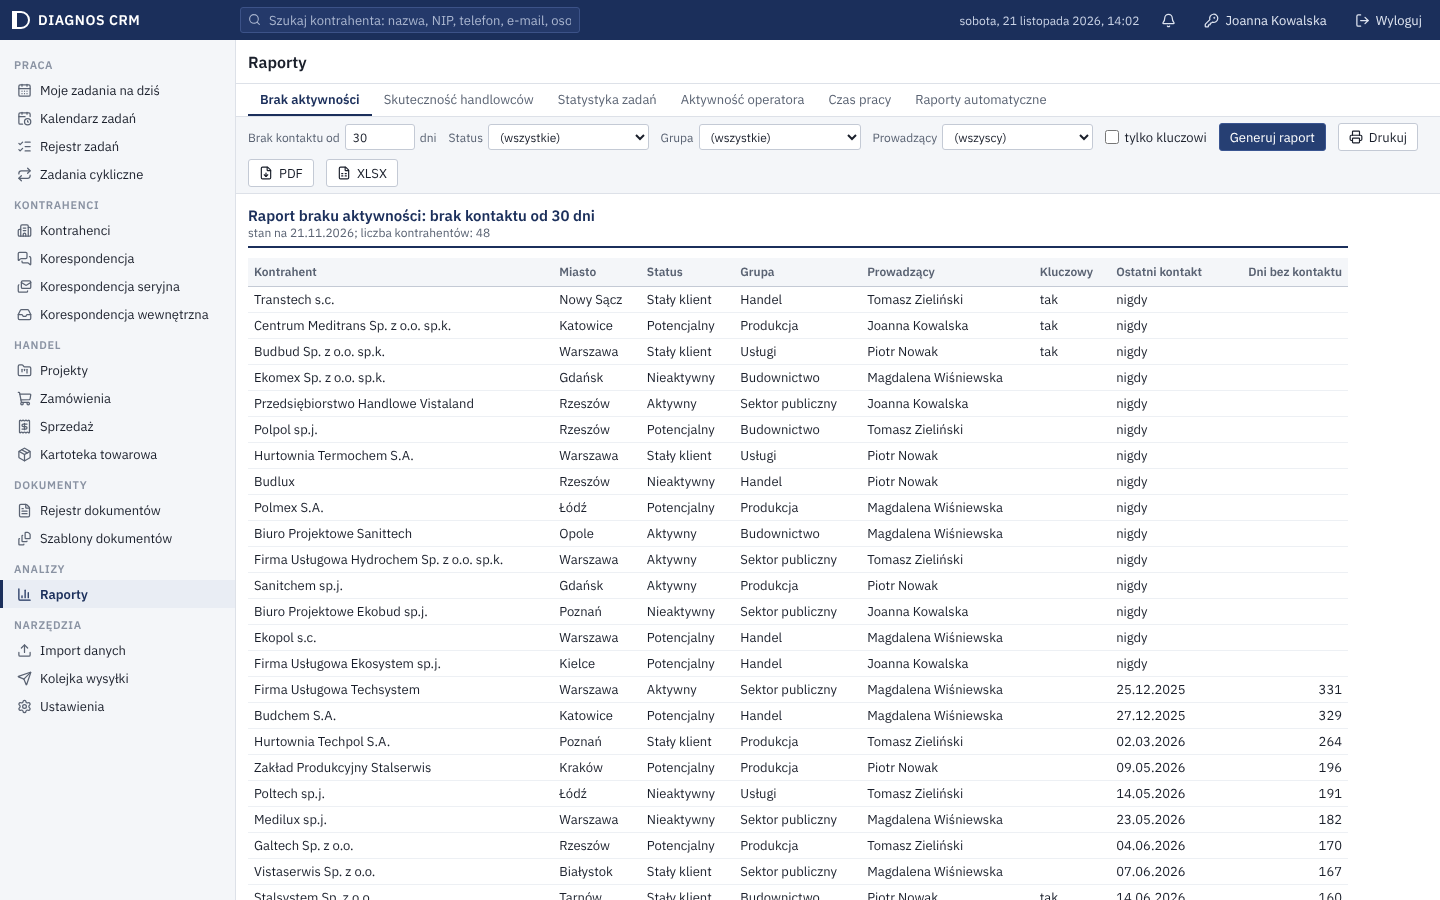 DIAGNOS CRM
Szukaj kontrahenta: nazwa, NIP, telefon, e-mail, oso
sobota, 21 listopada 2026, 14:02
Joanna Kowalska
Wyloguj
PRACA
Moje zadania na dziś
Kalendarz zadań
Rejestr zadań
Zadania cykliczne
KONTRAHENCI
Kontrahenci
Korespondencja
Korespondencja seryjna
Korespondencja wewnętrzna
HANDEL
Projekty
Zamówienia
Sprzedaż
Kartoteka towarowa
DOKUMENTY
Rejestr dokumentów
Szablony dokumentów
ANALIZY
Raporty
NARZĘDZIA
Import danych
Kolejka wysyłki
Ustawienia
Raporty
Brak aktywności Skuteczność handlowców Statystyka zadań Aktywność operatora Czas pracy Raporty automatyczne
Brak kontaktu od 30 dni Status (wszystkie) Grupa (wszystkie) Prowadzący (wszyscy) tylko kluczowi Generuj raport Drukuj
PDF XLSX
Raport braku aktywności: brak kontaktu od 30 dni
stan na 21.11.2026; liczba kontrahentów: 48
Kontrahent Miasto Status Grupa Prowadzący Kluczowy Ostatni kontakt Dni bez kontaktu
Transtech s.c. Nowy Sącz Stały klient Handel Tomasz Zieliński tak nigdy
Centrum Meditrans Sp. z o.o. sp.k. Katowice Potencjalny Produkcja Joanna Kowalska tak nigdy
Budbud Sp. z o.o. sp.k. Warszawa Stały klient Usługi Piotr Nowak tak nigdy
Ekomex Sp. z o.o. sp.k. Gdańsk Nieaktywny Budownictwo Magdalena Wiśniewska nigdy
Przedsiębiorstwo Handlowe Vistaland Rzeszów Aktywny Sektor publiczny Joanna Kowalska nigdy
Polpol sp.j. Rzeszów Potencjalny Budownictwo Tomasz Zieliński nigdy
Hurtownia Termochem S.A. Warszawa Stały klient Usługi Piotr Nowak nigdy
Budlux Rzeszów Nieaktywny Handel Piotr Nowak nigdy
Polmex S.A. Łódź Potencjalny Produkcja Magdalena Wiśniewska nigdy
Biuro Projektowe Sanittech Opole Aktywny Budownictwo Magdalena Wiśniewska nigdy
Firma Usługowa Hydrochem Sp. z o.o. sp.k. Warszawa Aktywny Sektor publiczny Tomasz Zieliński nigdy
Sanitchem sp.j. Gdańsk Aktywny Produkcja Piotr Nowak nigdy
Biuro Projektowe Ekobud sp.j. Poznań Nieaktywny Sektor publiczny Joanna Kowalska nigdy
Ekopol s.c. Warszawa Potencjalny Handel Magdalena Wiśniewska nigdy
Firma Usługowa Ekosystem sp.j. Kielce Potencjalny Handel Joanna Kowalska nigdy
Firma Usługowa Techsystem Warszawa Aktywny Sektor publiczny Magdalena Wiśniewska 25.12.2025 331
Budchem S.A. Katowice Potencjalny Handel Magdalena Wiśniewska 27.12.2025 329
Hurtownia Techpol S.A. Poznań Stały klient Produkcja Tomasz Zieliński 02.03.2026 264
Zakład Produkcyjny Stalserwis Kraków Potencjalny Produkcja Piotr Nowak 09.05.2026 196
Poltech sp.j. Łódź Nieaktywny Usługi Tomasz Zieliński 14.05.2026 191
Medilux sp.j. Warszawa Nieaktywny Sektor publiczny Magdalena Wiśniewska 23.05.2026 182
Galtech Sp. z o.o. Rzeszów Potencjalny Produkcja Tomasz Zieliński 04.06.2026 170
Vistaserwis Sp. z o.o. Białystok Stały klient Sektor publiczny Magdalena Wiśniewska 07.06.2026 167
Stalsystem Sp. z o.o. Tarnów Stały klient Budownictwo Piotr Nowak tak 14.06.2026 160